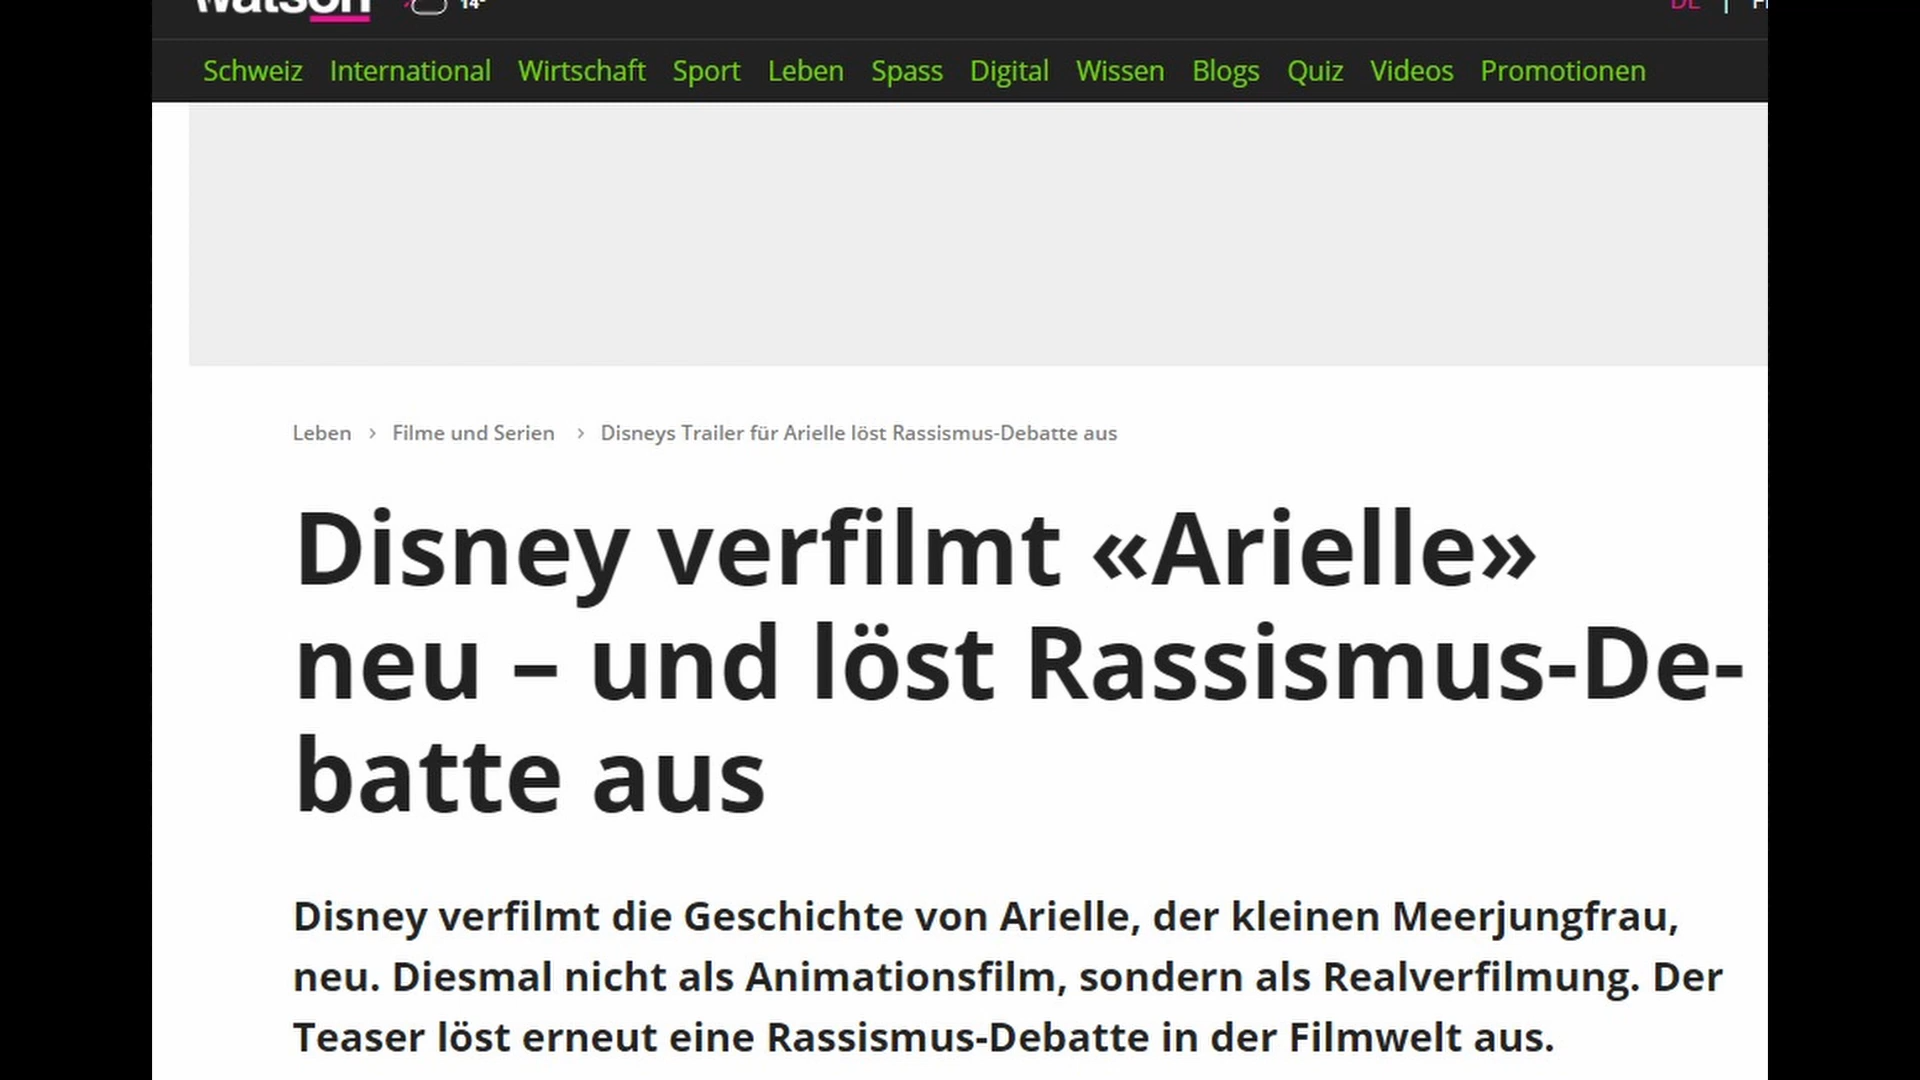 watson 14°
DE |
Schweiz International Wirtschaft Sport Leben Spass Digital Wissen Blogs Quiz Videos Promotionen
Leben › Filme und Serien › Disneys Trailer für Arielle löst Rassismus-Debatte aus
Disney verfilmt «Arielle»
neu – und löst Rassismus-De-
batte aus
Disney verfilmt die Geschichte von Arielle, der kleinen Meerjungfrau,
neu. Diesmal nicht als Animationsfilm, sondern als Realverfilmung. Der
Teaser löst erneut eine Rassismus-Debatte in der Filmwelt aus.